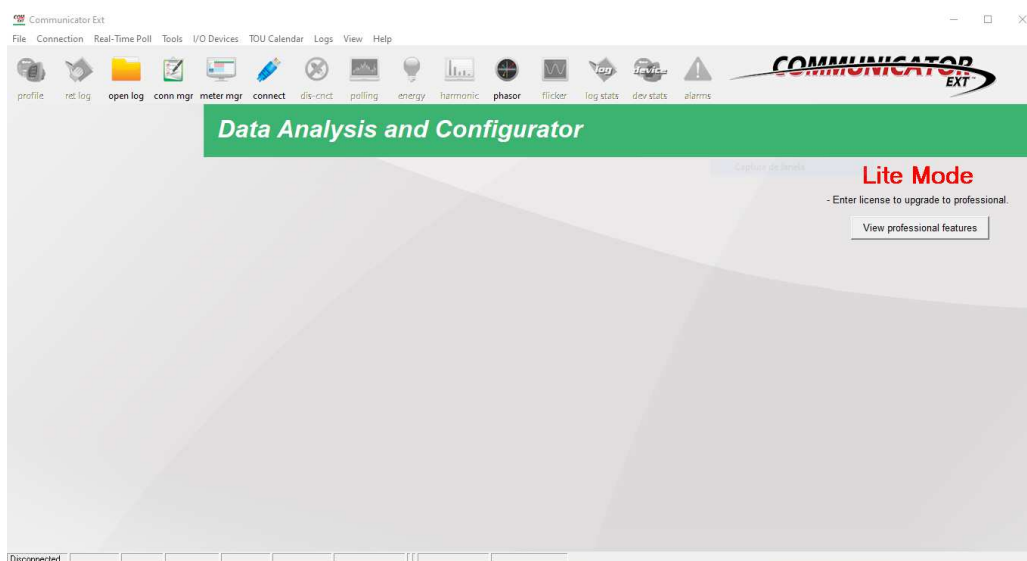 Communicator Ext
File Connection Real-Time Poll Tools I/O Devices TOU Calendar Logs View Help
log device
profile ret log open log conn mgr meter mgr connect dis-cnct polling energy harmonic phasor flicker log stats dev stats alarms
COMMUNICATOR
EXT
Data Analysis and Configurator
Lite Mode
- Enter license to upgrade to professional.
View professional features
Disconnected